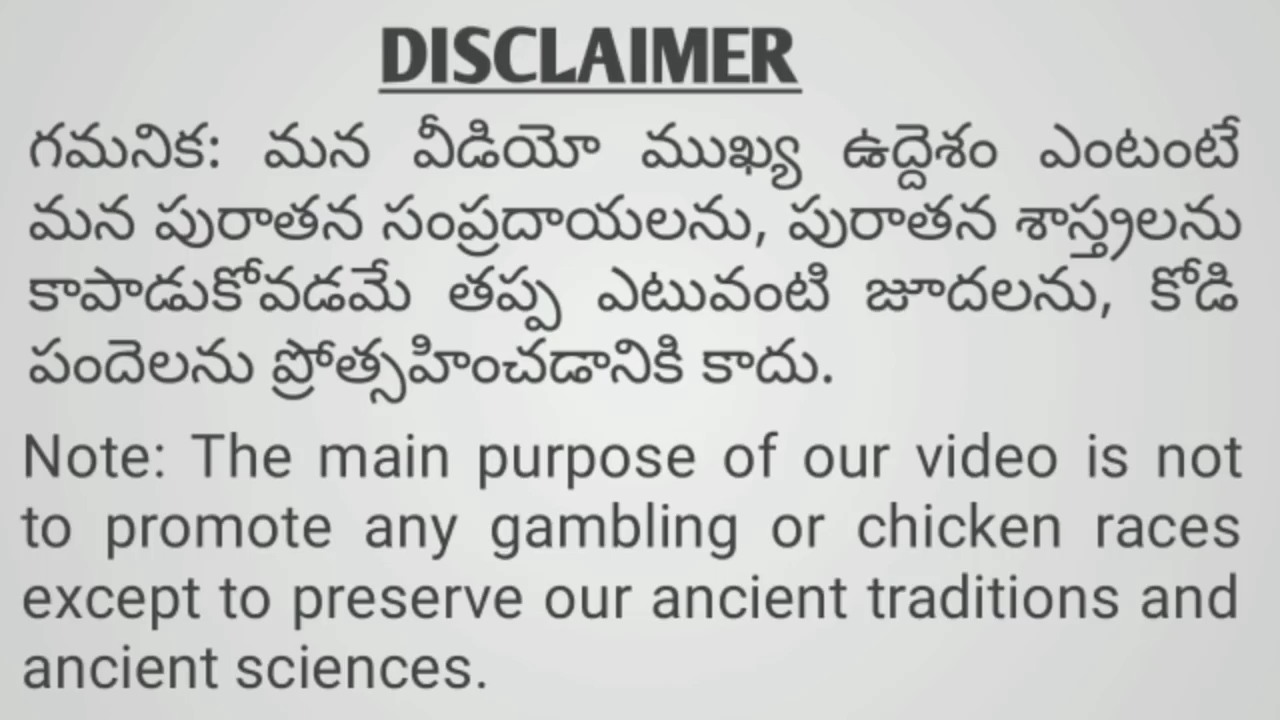 DISCLAIMER
గమనిక: మన వీడియో ముఖ్య ఉద్దెశం ఎంటంటే
మన పురాతన సంప్రదాయలను, పురాతన శాస్త్రలను
కాపాడుకోవడమే తప్ప ఎటువంటి జూదలను, కోడి
పందెలను ప్రోత్సహించడానికి కాదు.
Note: The main purpose of our video is not
to promote any gambling or chicken races
except to preserve our ancient traditions and
ancient sciences.